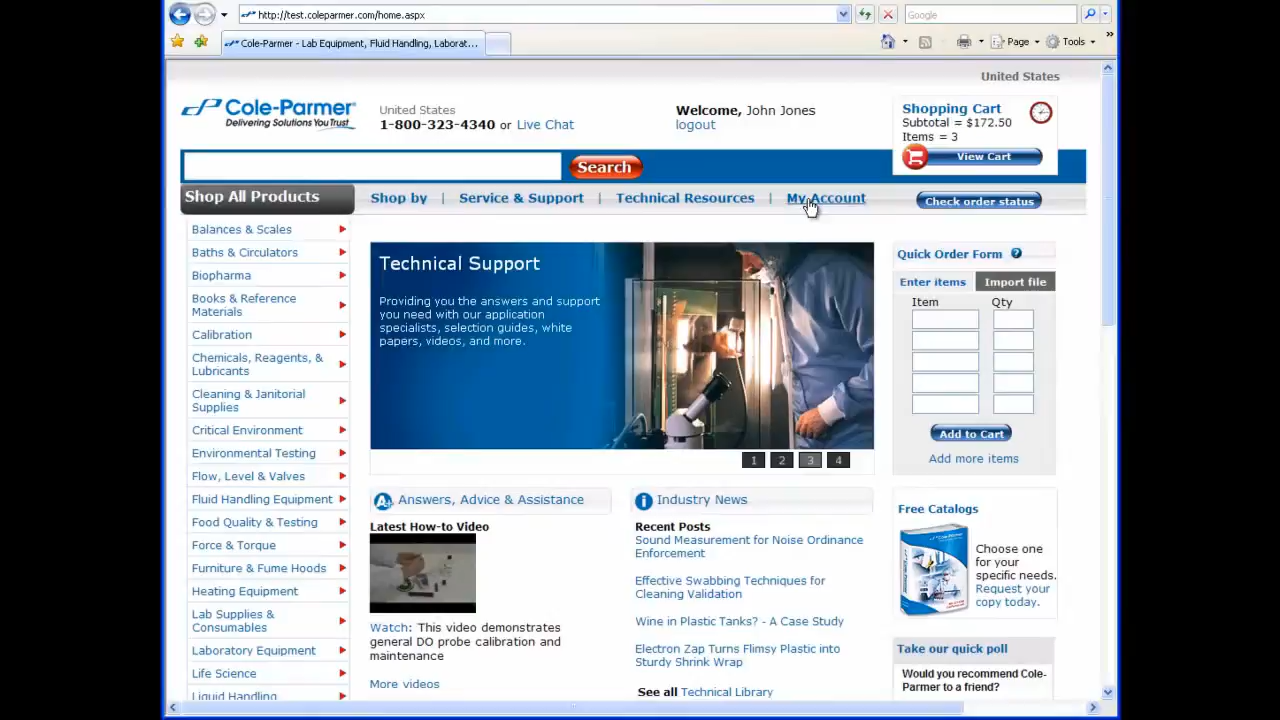 http://test.coleparmer.com/home.aspx
Google
Cole-Parmer - Lab Equipment, Fluid Handling, Laborat...
Page
Tools
United States
Cole-Parmer®
Delivering Solutions You Trust
United States
1-800-323-4340 or Live Chat
Welcome, John Jones
logout
Shopping Cart
Subtotal = $172.50
Items = 3
View Cart
Search
Shop All Products
Shop by | Service & Support | Technical Resources | My Account
Check order status
Balances & Scales
Baths & Circulators
Biopharma
Books & Reference
Materials
Calibration
Chemicals, Reagents, &
Lubricants
Cleaning & Janitorial
Supplies
Critical Environment
Environmental Testing
Flow, Level & Valves
Fluid Handling Equipment
Food Quality & Testing
Force & Torque
Furniture & Fume Hoods
Heating Equipment
Lab Supplies &
Consumables
Laboratory Equipment
Life Science
Liquid Handling
Technical Support
Providing you the answers and support
you need with our application
specialists, selection guides, white
papers, videos, and more.
1 2 3 4
Quick Order Form ?
Enter items Import file
Item Qty
Add to Cart
Add more items
A+ Answers, Advice & Assistance
Latest How-to Video
Watch: This video demonstrates
general DO probe calibration and
maintenance
More videos
i Industry News
Recent Posts
Sound Measurement for Noise Ordinance
Enforcement
Effective Swabbing Techniques for
Cleaning Validation
Wine in Plastic Tanks? - A Case Study
Electron Zap Turns Flimsy Plastic into
Sturdy Shrink Wrap
See all Technical Library
Free Catalogs
Choose one
for your
specific needs.
Request your
copy today.
Take our quick poll
Would you recommend Cole-
Parmer to a friend?